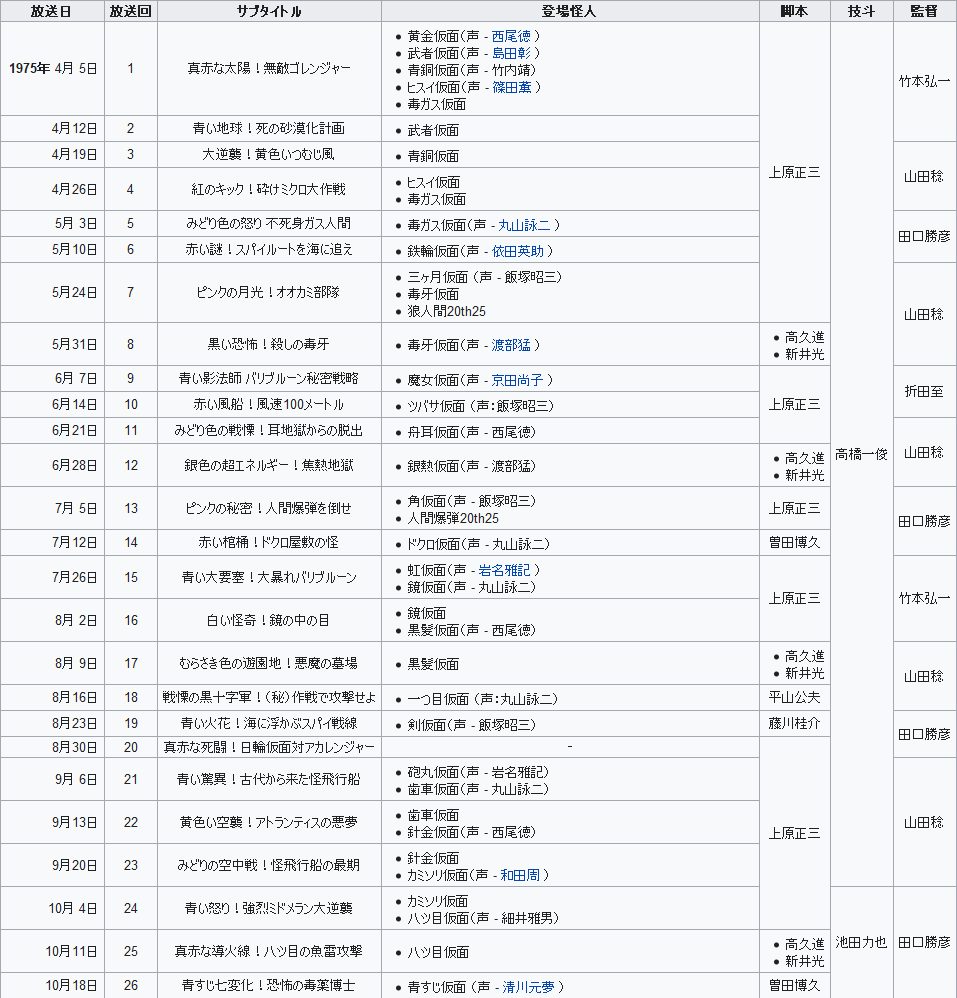 放送日 放送回 サブタイトル 登場怪人 脚本 技斗 監督
1975年 4月 5日 1 真赤な太陽！無敵ゴレンジャー
黄金仮面（声 - 西尾徳 ）
武者仮面（声 - 島田彰 ）
青銅仮面（声 - 竹内靖）
ヒスイ仮面（声 - 篠田薫 ）
毒ガス仮面
上原正三 高橋一俊 竹本弘一
4月12日 2 青い地球！死の砂漠化計画 武者仮面
4月19日 3 大逆襲！黄色いつむじ風 青銅仮面 山田稔
4月26日 4 紅のキック！砕けミクロ大作戦
ヒスイ仮面
毒ガス仮面
5月 3日 5 みどり色の怒り 不死身ガス人間 毒ガス仮面（声 - 丸山詠二 ） 田口勝彦
5月10日 6 赤い謎！スパイルートを海に追え 鉄輪仮面（声 - 依田英助 ）
5月24日 7 ピンクの月光！オオカミ部隊
三ヶ月仮面 （声 - 飯塚昭三）
毒牙仮面
狼人間20th25
山田稔
5月31日 8 黒い恐怖！殺しの毒牙 毒牙仮面（声 - 渡部猛 ）
高久進
新井光
6月 7日 9 青い影法師 バリブルーン秘密戦略 魔女仮面（声 - 京田尚子 ） 上原正三 折田至
6月14日 10 赤い風船！風速100メートル ツバサ仮面 （声：飯塚昭三）
6月21日 11 みどり色の戦慄！耳地獄からの脱出 舟耳仮面（声 - 西尾徳） 山田稔
6月28日 12 銀色の超エネルギー！焦熱地獄 銀熱仮面（声 - 渡部猛）
高久進
新井光
7月 5日 13 ピンクの秘密！人間爆弾を倒せ
角仮面（声 - 飯塚昭三）
人間爆弾20th25
上原正三 田口勝彦
7月12日 14 赤い棺桶！ドクロ屋敷の怪 ドクロ仮面（声 - 丸山詠二） 曽田博久
7月26日 15 青い大要塞！大暴れバリブルーン
虹仮面（声 - 岩名雅記 ）
鏡仮面（声 - 丸山詠二）
上原正三 竹本弘一
8月 2日 16 白い怪奇！鏡の中の目
鏡仮面
黒髪仮面（声 - 西尾徳）
8月 9日 17 むらさき色の遊園地！悪魔の墓場 黒髪仮面
高久進
新井光
山田稔
8月16日 18 戦慄の黒十字軍！（秘）作戦で攻撃せよ 一つ目仮面 （声：丸山詠二） 平山公夫
8月23日 19 青い火花！海に浮かぶスパイ戦線 剣仮面（声 - 飯塚昭三） 藤川桂介 田口勝彦
8月30日 20 真赤な死闘！日輪仮面対アカレンジャー - 上原正三
9月 6日 21 青い驚異！古代から来た怪飛行船
砲丸仮面（声 - 岩名雅記）
歯車仮面（声 - 丸山詠二）
山田稔
9月13日 22 黄色い空襲！アトランティスの悪夢
歯車仮面
針金仮面（声 - 西尾徳）
9月20日 23 みどりの空中戦！怪飛行船の最期
針金仮面
カミソリ仮面（声 - 和田周 ）
10月 4日 24 青い怒り！強烈ミドメラン大逆襲
カミソリ仮面
八ツ目仮面（声 - 細井雅男）
池田力也 田口勝彦
10月11日 25 真赤な導火線！八ツ目の魚雷攻撃 八ツ目仮面
高久進
新井光
10月18日 26 青すじ七変化！恐怖の毒薬博士 青すじ仮面 （声 - 清川元夢 ） 曽田博久